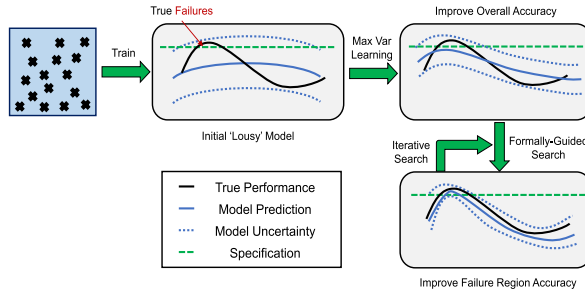 True Failures
Improve Overall Accuracy
Train
Max Var
Learning
Initial 'Lousy' Model
Iterative
Search
Formally-Guided
Search
True Performance
Model Prediction
Model Uncertainty
Specification
Improve Failure Region Accuracy